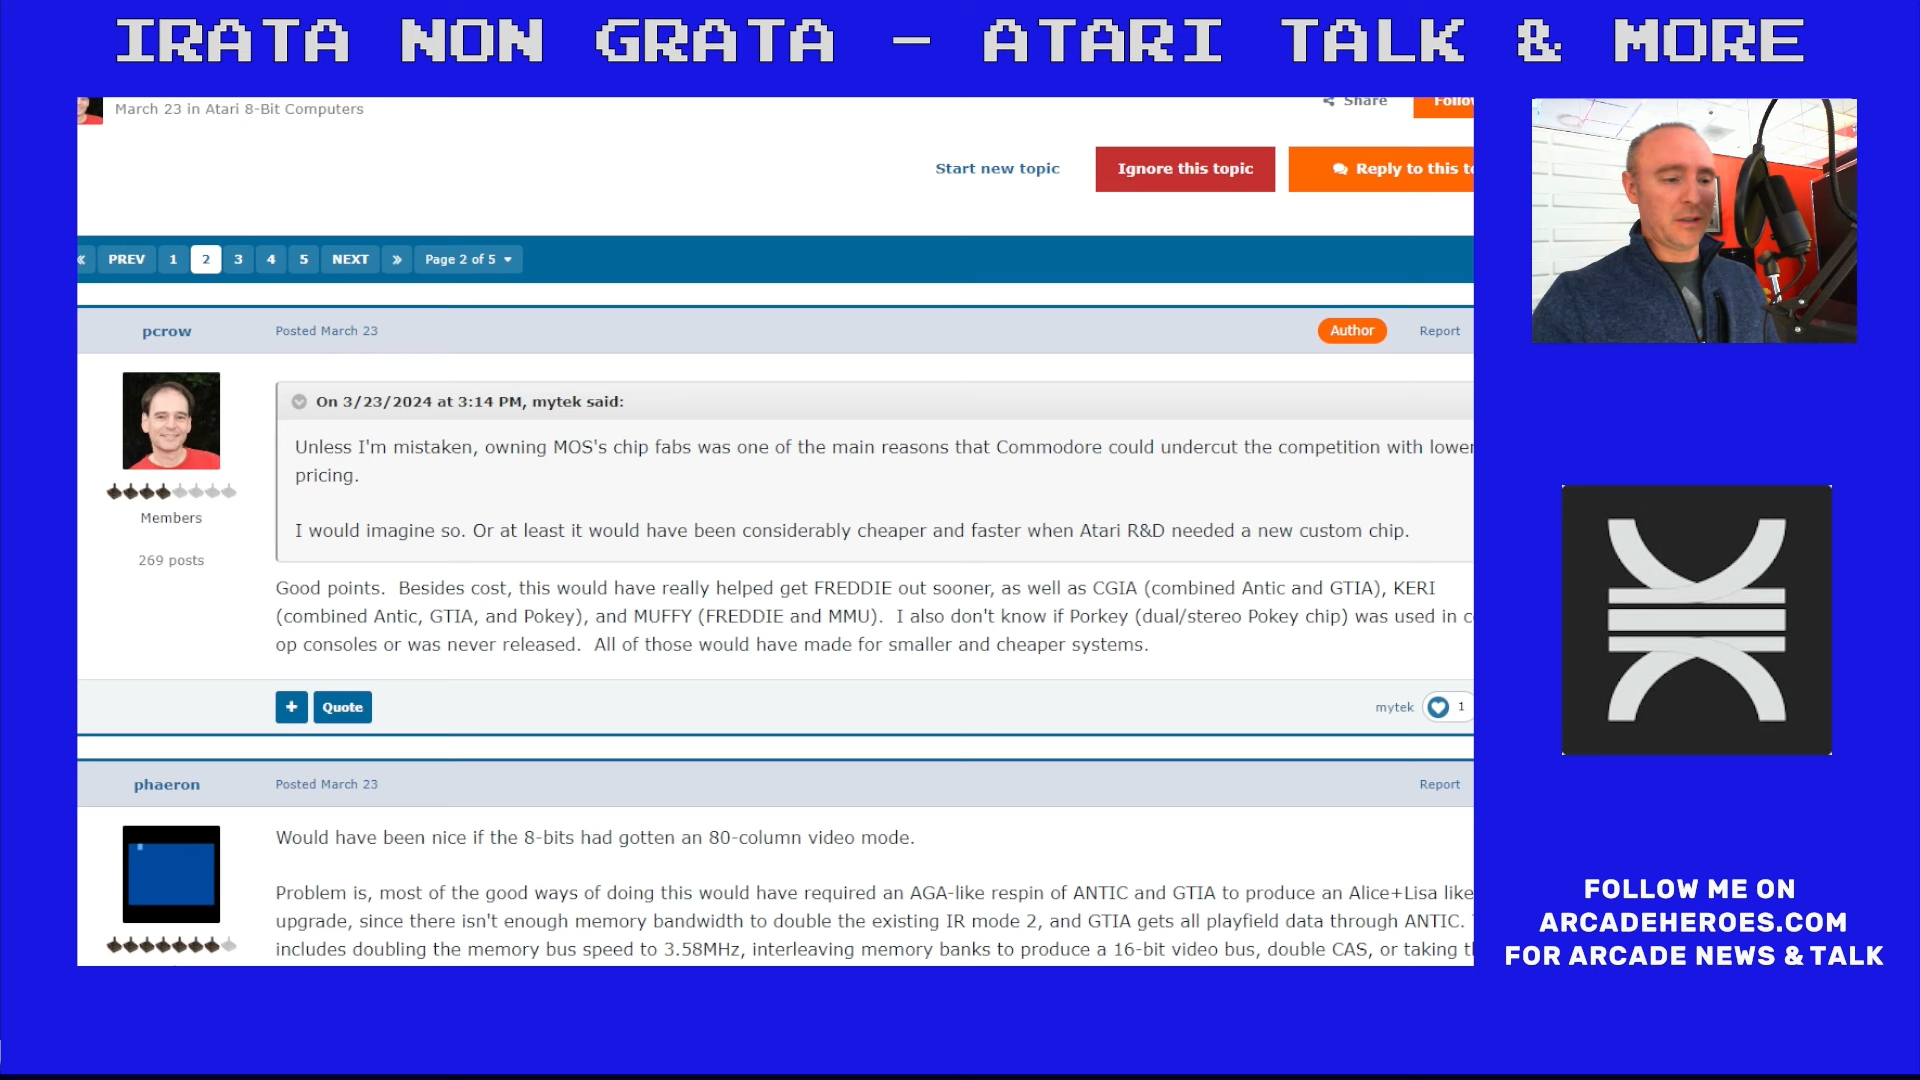 IRATA NON GRATA - ATARI TALK & MORE
March 23 in Atari 8-Bit Computers
Share
Follow
Start new topic
Ignore this topic
Reply to this
« PREV 1 2 3 4 5 NEXT » Page 2 of 5
pcrow
Posted March 23
Author
Report
On 3/23/2024 at 3:14 PM, mytek said:
Unless I'm mistaken, owning MOS's chip fabs was one of the main reasons that Commodore could undercut the competition with lower
pricing.
I would imagine so. Or at least it would have been considerably cheaper and faster when Atari R&D needed a new custom chip.
Members
269 posts
Good points. Besides cost, this would have really helped get FREDDIE out sooner, as well as CGIA (combined Antic and GTIA), KERI
(combined Antic, GTIA, and Pokey), and MUFFY (FREDDIE and MMU). I also don't know if Porkey (dual/stereo Pokey chip) was used in
op consoles or was never released. All of those would have made for smaller and cheaper systems.
+ Quote
mytek
1
phaeron
Posted March 23
Report
Would have been nice if the 8-bits had gotten an 80-column video mode.
Problem is, most of the good ways of doing this would have required an AGA-like respin of ANTIC and GTIA to produce an Alice+Lisa like
upgrade, since there isn't enough memory bandwidth to double the existing IR mode 2, and GTIA gets all playfield data through ANTIC.
includes doubling the memory bus speed to 3.58MHz, interleaving memory banks to produce a 16-bit video bus, double CAS, or taking
FOLLOW ME ON
ARCADEHEROES.COM
FOR ARCADE NEWS & TALK